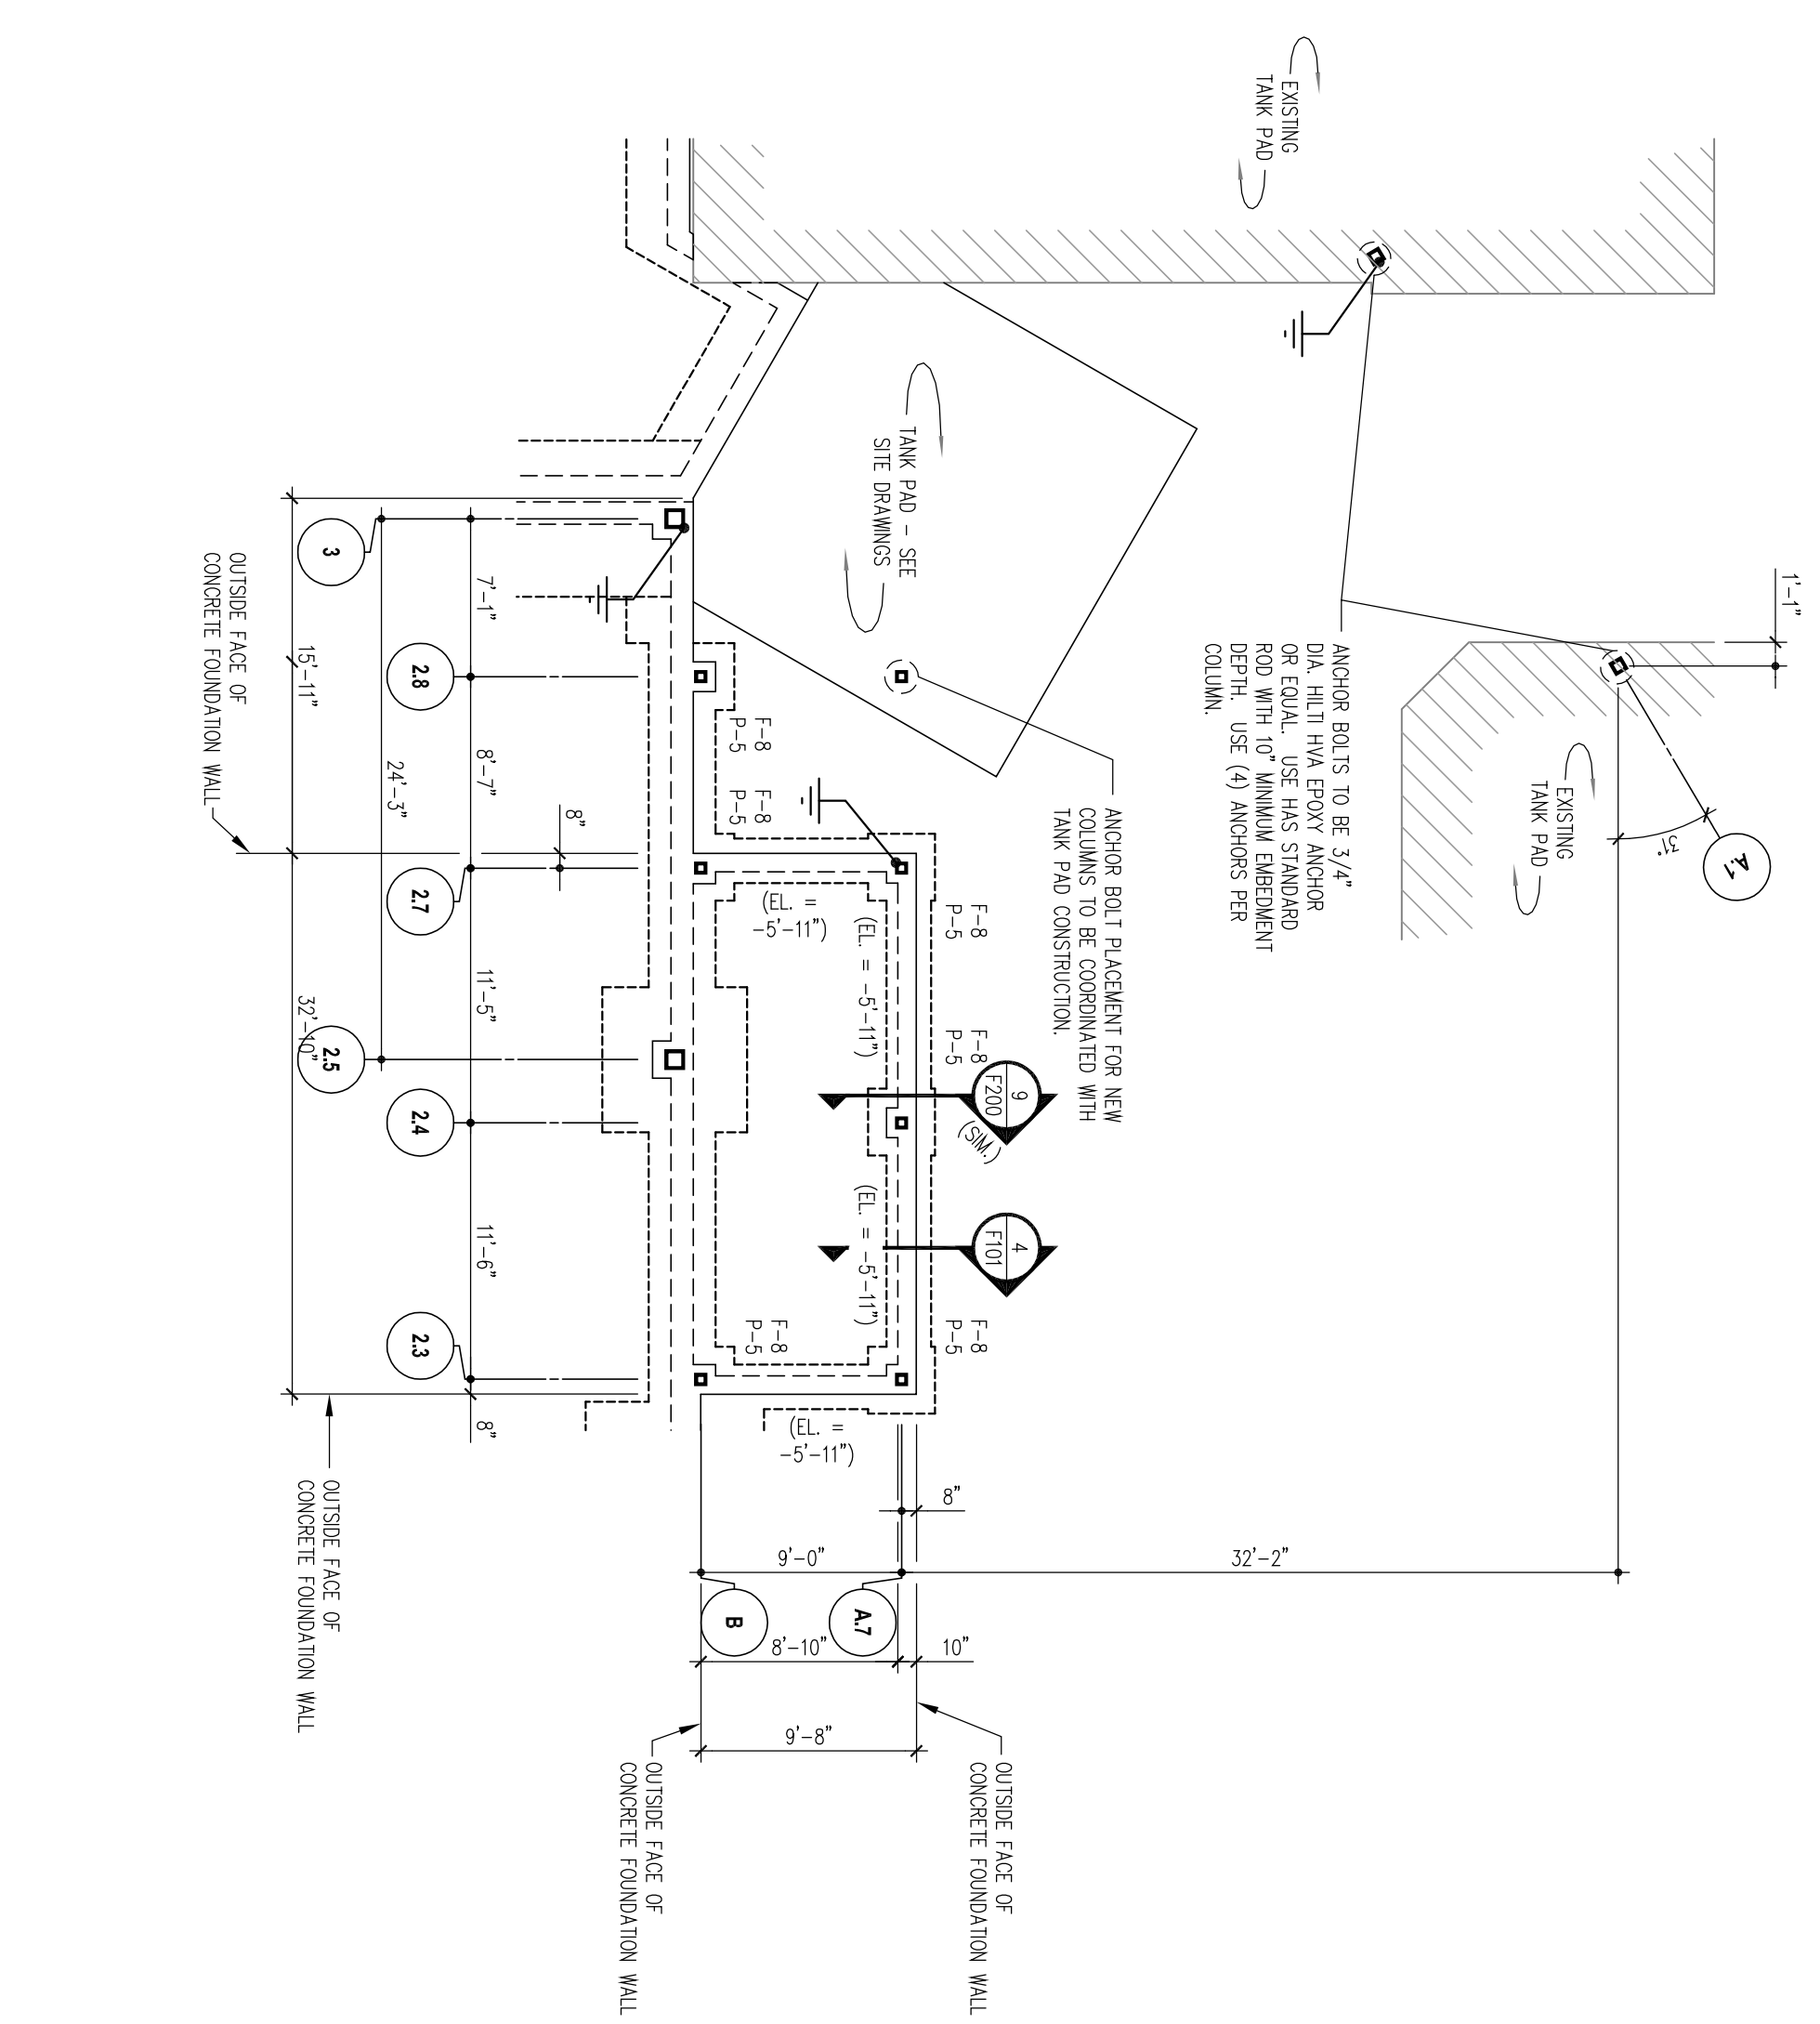 EXISTING
TANK PAD
1'-1"
ANCHOR BOLTS TO BE 3/4"
DIA. HILTI HVA EPOXY ANCHOR
OR EQUAL.  USE HAS STANDARD
ROD WITH 10" MINIMUM EMBEDMENT
DEPTH.  USE (4) ANCHORS PER
COLUMN.
EXISTING
TANK PAD
31°
A.1
TANK PAD - SEE
SITE DRAWINGS
ANCHOR BOLT PLACEMENT FOR NEW
COLUMNS TO BE COORDINATED WITH
TANK PAD CONSTRUCTION.
F-8
P-5
F-8
P-5
F-8
P-5
F-8
P-5
F-8
P-5
F-8
P-5
(EL. =
-5'-11")
(EL. = -5'-11")
(EL. = -5'-11")
(EL. =
-5'-11")
9
F200
(SIM.)
4
F101
7'-1"
8'-7"
8"
11'-5"
11'-6"
8"
24'-3"
15'-11"
32'-10"
3
2.8
2.7
2.5
2.4
2.3
OUTSIDE FACE OF
CONCRETE FOUNDATION WALL
OUTSIDE FACE OF
CONCRETE FOUNDATION WALL
8"
9'-0"
32'-2"
B
A.7
8'-10"
10"
9'-8"
OUTSIDE FACE OF
CONCRETE FOUNDATION WALL
OUTSIDE FACE OF
CONCRETE FOUNDATION WALL